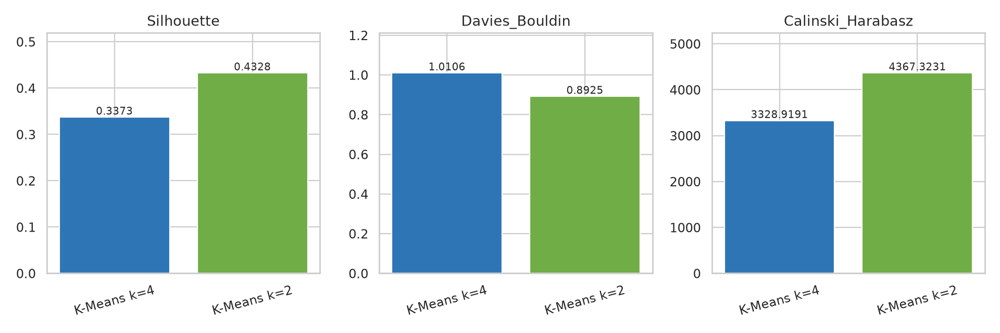 Silhouette
0.5
0.4
0.3
0.2
0.1
0.0
0.3373
0.4328
K-Means k=4
K-Means k=2
Davies_Bouldin
1.2
1.0
0.8
0.6
0.4
0.2
0.0
1.0106
0.8925
K-Means k=4
K-Means k=2
Calinski_Harabasz
5000
4000
3000
2000
1000
0
3328.9191
4367.3231
K-Means k=4
K-Means k=2